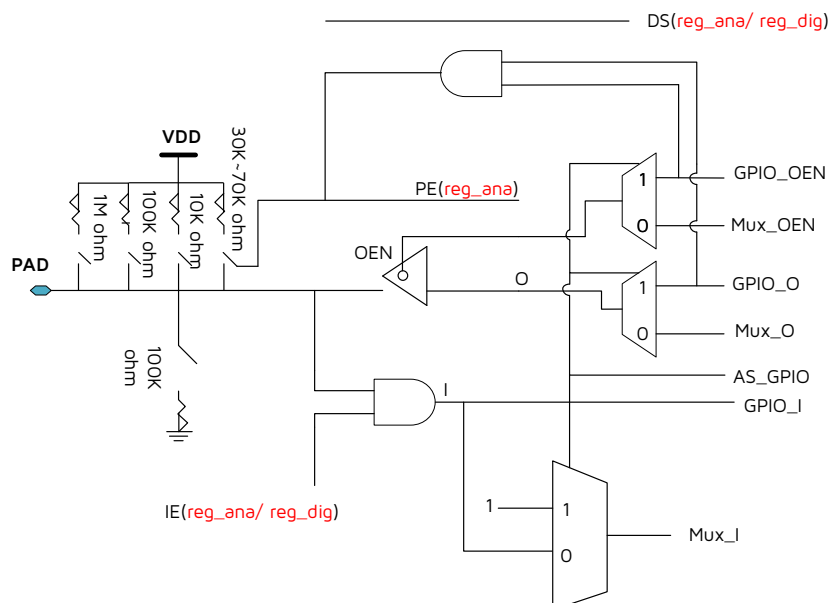 DS(reg_ana/ reg_dig)
VDD
30K~70K ohm
10K ohm
100K ohm
1M ohm
PE(reg_ana)
1
GPIO_OEN
0
Mux_OEN
OEN
PAD
O
1
GPIO_O
0
Mux_O
100K
ohm
AS_GPIO
I
GPIO_I
IE(reg_ana/ reg_dig)
1
1
0
Mux_I